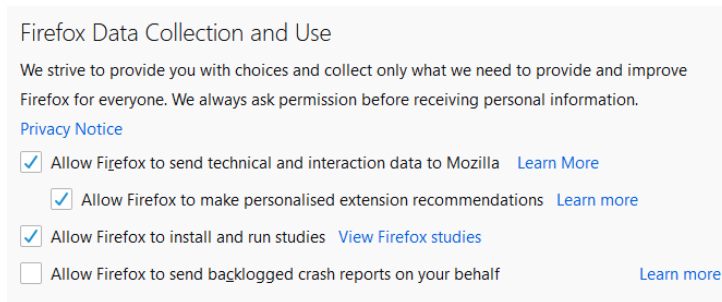 Firefox Data Collection and Use
We strive to provide you with choices and collect only what we need to provide and improve
Firefox for everyone. We always ask permission before receiving personal information.
Privacy Notice
Allow Firefox to send technical and interaction data to Mozilla Learn More
Allow Firefox to make personalised extension recommendations Learn more
Allow Firefox to install and run studies View Firefox studies
Allow Firefox to send backlogged crash reports on your behalf Learn more